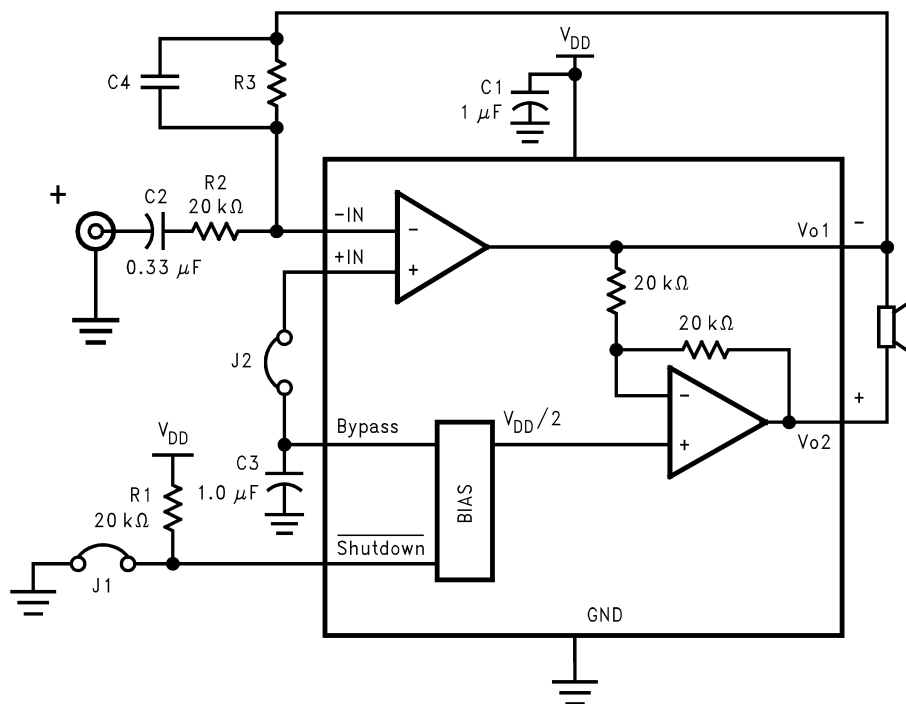 V_DD
C4
R3
C1
1 μF
+
C2
0.33 μF
R2
20 kΩ
-IN
+IN
−
+
Vo1
−
20 kΩ
20 kΩ
J2
−
+
+
Vo2
Bypass
V_DD/2
C3
1.0 μF
BIAS
V_DD
R1
20 kΩ
Shutdown
J1
GND